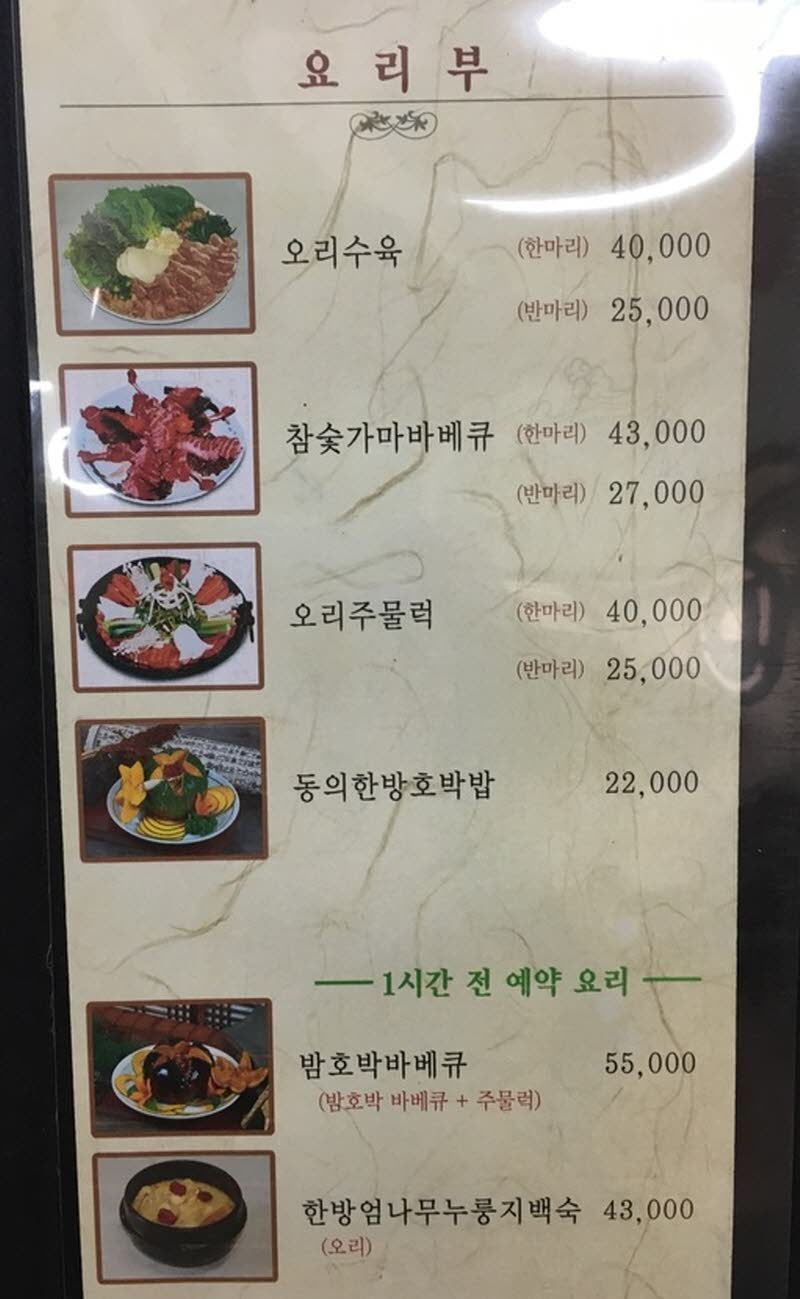 요리부
오리수육 (한마리) 40,000
(반마리) 25,000
참숯가마바베큐 (한마리) 43,000
(반마리) 27,000
오리주물럭 (한마리) 40,000
(반마리) 25,000
동의한방호박밥 22,000
1시간 전 예약 요리
밤호박바베큐 55,000
(밤호박 바베큐 + 주물럭)
한방엄나무누룽지백숙 43,000
(오리)